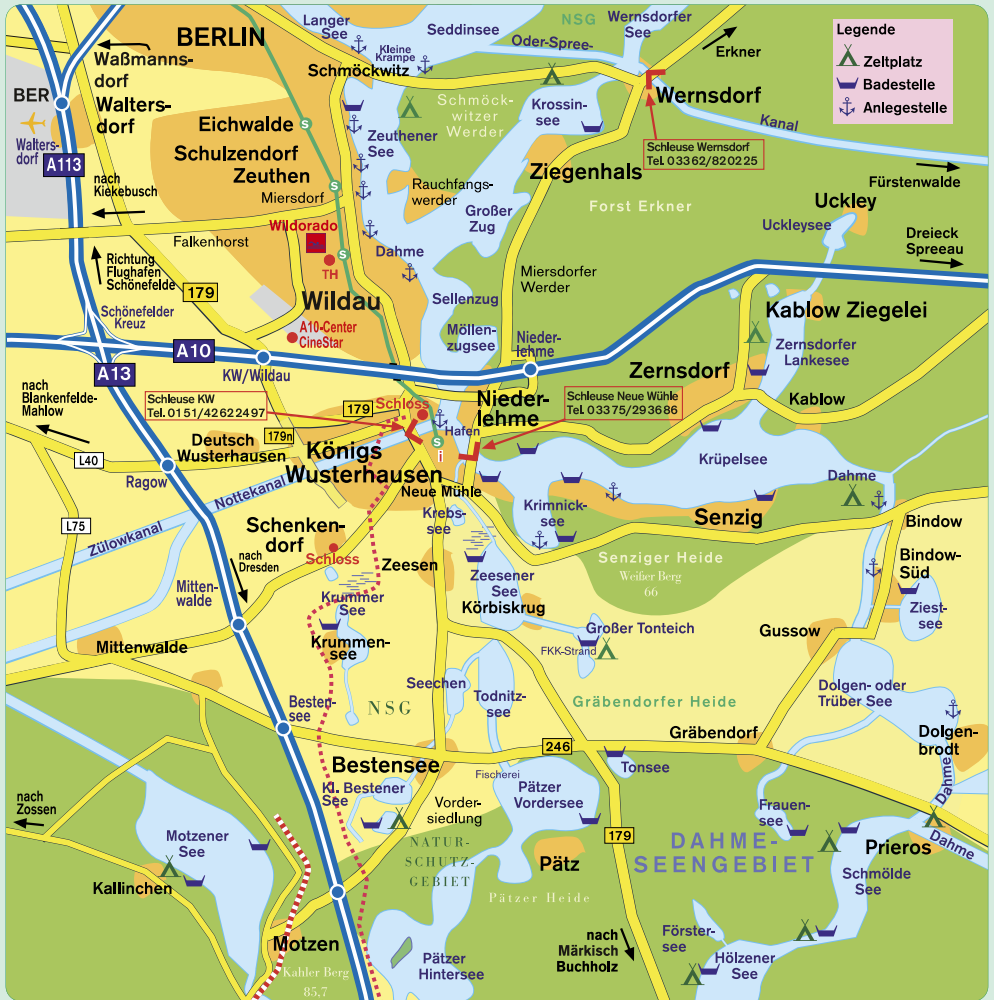 Langer
See
Seddinsee
NSG
Wernsdorfer
See
Legende
Zeltplatz
Badestelle
Anlegestelle
BERLIN
Kleine
Krampe
Oder-Spree-
Erkner
Waßmanns-
dorf
Schmöckwitz
BER
Walters-
dorf
Schmöck-
witzer
Werder
Krossin-
see
Wernsdorf
Kanal
Walters-
dorf
Eichwalde
S
Zeuthener
See
A113
Schulzendorf
Zeuthen
Schleuse Wernsdorf
Tel. 03362/820225
Ziegenhals
nach
Kiekebusch
Miersdorf
S
Rauchfangs-
werder
Fürstenwalde
Forst Erkner
Uckley
Großer
Zug
Uckleysee
Wildorado
Falkenhorst
Dahme
Dreieck
Spreeau
S
TH
Richtung
Flughafen
Schönefelde
Miersdorfer
Werder
179
Wildau
Sellenzug
Kablow Ziegelei
Schönefelder
Kreuz
A10-Center
CineStar
Möllen-
zugsee
Nieder-
lehme
Zernsdorfer
Lankesee
A10
KW/Wildau
A13
Zernsdorf
nach
Blankenfelde-
Mahlow
Schleuse KW
Tel. 0151/42622497
179
Schloss
Nieder-
lehme
Schleuse Neue Mühle
Tel. 03375/293686
Kablow
Hafen
179n
Deutsch
Wusterhausen
S
i
L40
Königs
Wusterhausen
Krüpelsee
Ragow
Neue Mühle
Dahme
Nottekanal
Krebs-
see
Krimnick-
see
Senzig
L75
Zülowkanal
Schenken-
dorf
Bindow
nach
Dresden
Schloss
Zeesen
Senziger Heide
Weißer Berg
66
Bindow-
Süd
Mitten-
walde
Zeesener
See
Krummer
See
Körbiskrug
Ziest-
see
Großer Tonteich
Gussow
Mittenwalde
Krummen-
see
FKK-Strand
Seechen
Todnitz-
see
Dolgen- oder
Trüber See
Besten-
see
NSG
Gräbendorfer Heide
Gräbendorf
Dolgen-
brodt
246
Bestensee
Tonsee
Fischerei
Kl. Bestener
See
Pätzer
Vordersee
Dahme
nach
Zossen
Vorder-
siedlung
Frauen-
see
Motzener
See
179
NATUR-
SCHUTZ-
GEBIET
DAHME-
SEENGEBIET
Prieros
Dahme
Pätz
Schmölde
See
Kallinchen
Pätzer Heide
Motzen
nach
Märkisch
Buchholz
Förster-
see
Kahler Berg
85,7
Pätzer
Hintersee
Hölzener
See